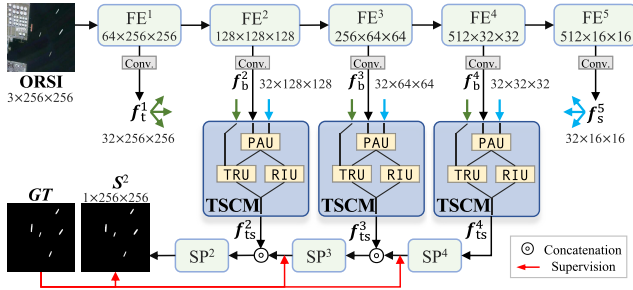 FE¹ FE² FE³ FE⁴ FE⁵
64×256×256 128×128×128 256×64×64 512×32×32 512×16×16
ORSI
3×256×256
Conv. Conv. Conv. Conv. Conv.
f¹ₜ f²_b 32×128×128 f³_b 32×64×64 f⁴_b 32×32×32 f⁵ₛ
32×256×256 32×16×16
PAU PAU PAU
TRU RIU TRU RIU TRU RIU
TSCM TSCM TSCM
f²ₜₛ f³ₜₛ f⁴ₜₛ
GT S²
1×256×256
SP² SP³ SP⁴
Concatenation
Supervision